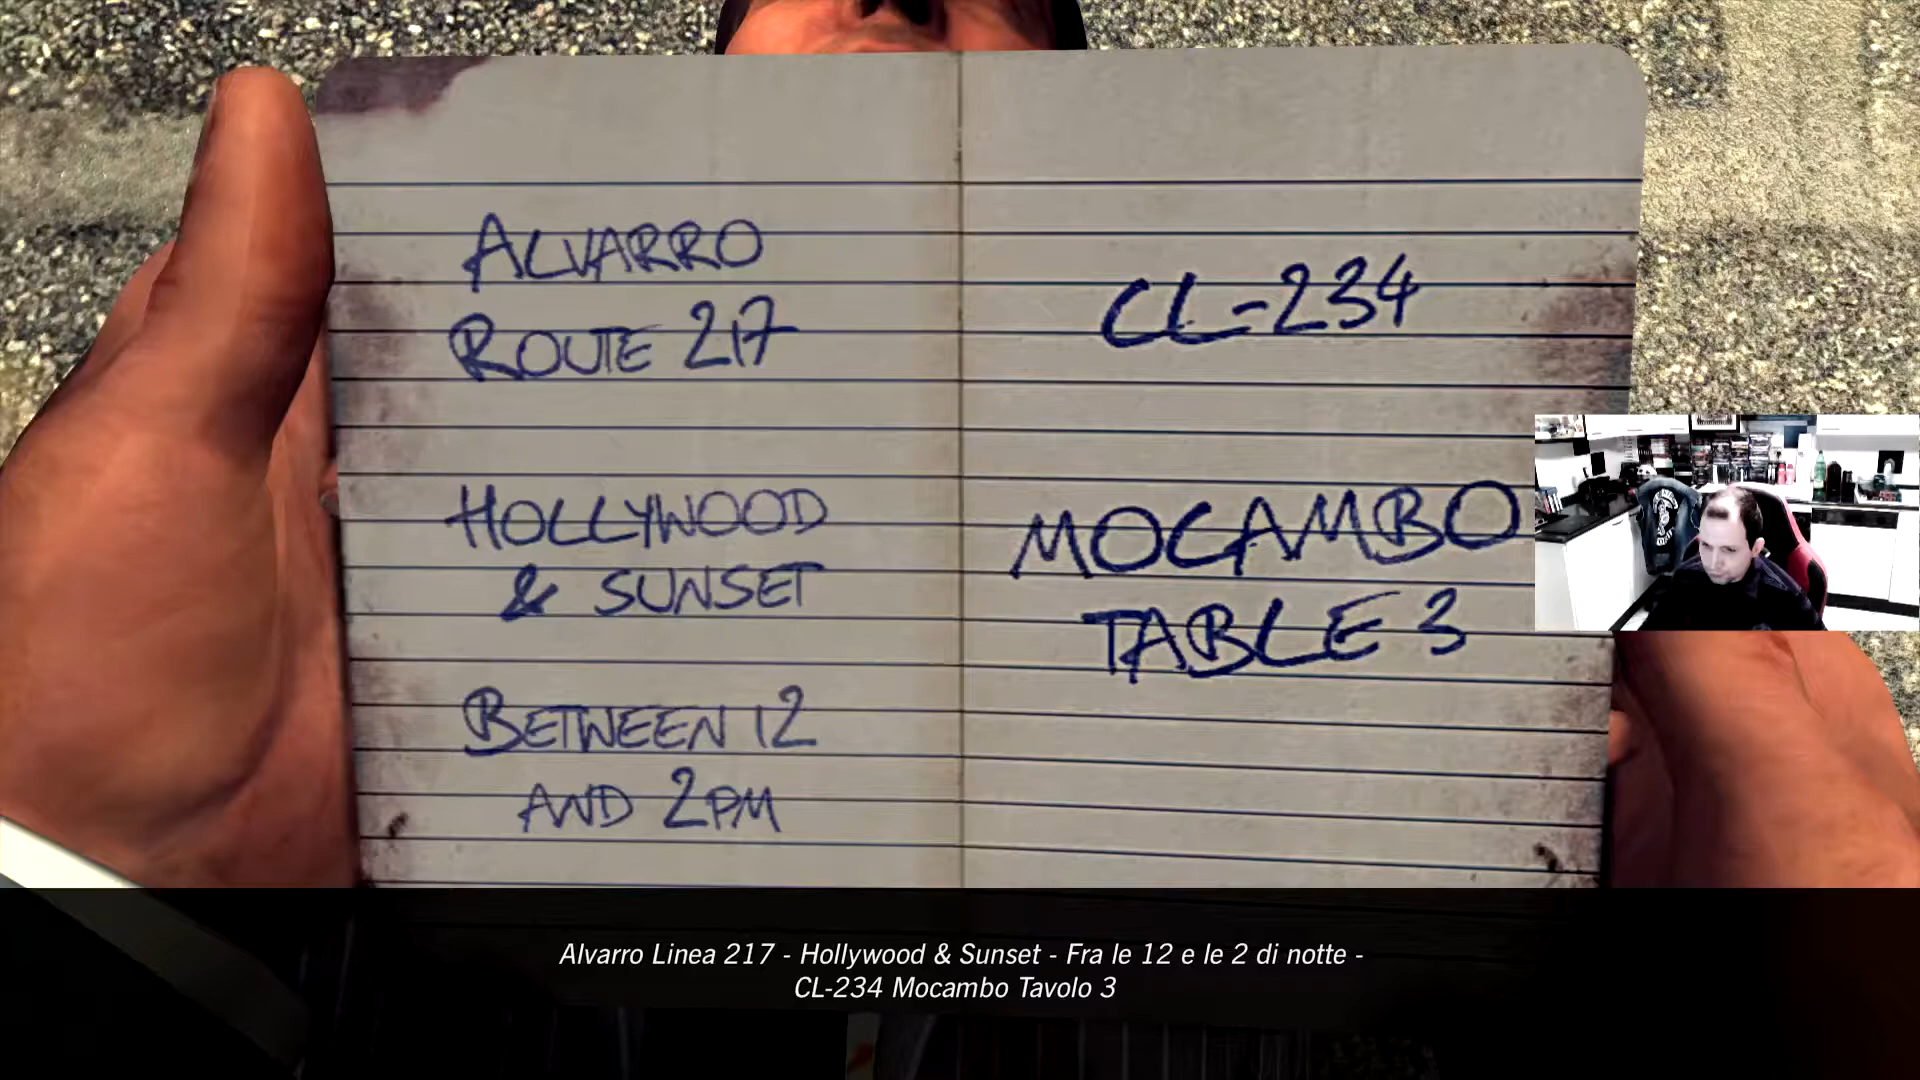 ALVARRO
ROUTE 217
HOLLYWOOD
& SUNSET
BETWEEN 12
AND 2PM
CL-234
MOCAMBO
TABLE 3
Alvarro Linea 217 - Hollywood & Sunset - Fra le 12 e le 2 di notte -
CL-234 Mocambo Tavolo 3